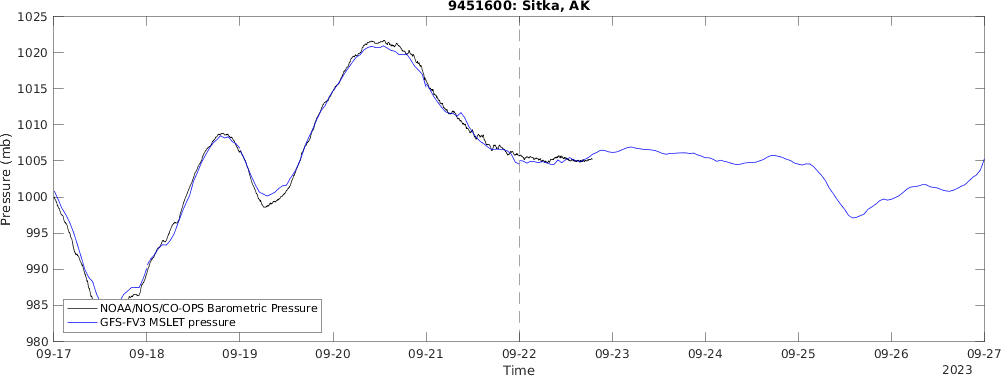 9451600: Sitka, AK
Pressure (mb)
1025
1020
1015
1010
1005
1000
995
990
985
980
NOAA/NOS/CO-OPS Barometric Pressure
GFS-FV3 MSLET pressure
09-17 09-18 09-19 09-20 09-21 09-22 09-23 09-24 09-25 09-26 09-27
Time
2023